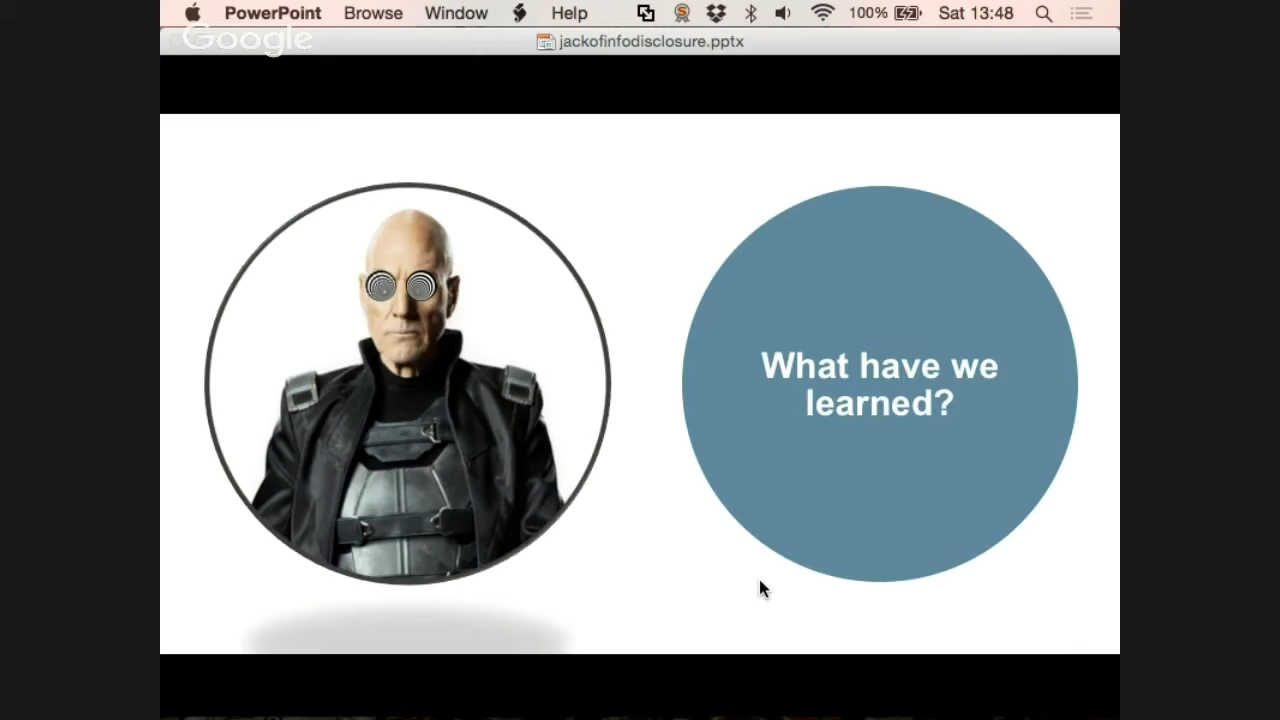 PowerPoint Browse Window Help 100% Sat 13:48
Google
jackofinfodisclosure.pptx
What have we
learned?